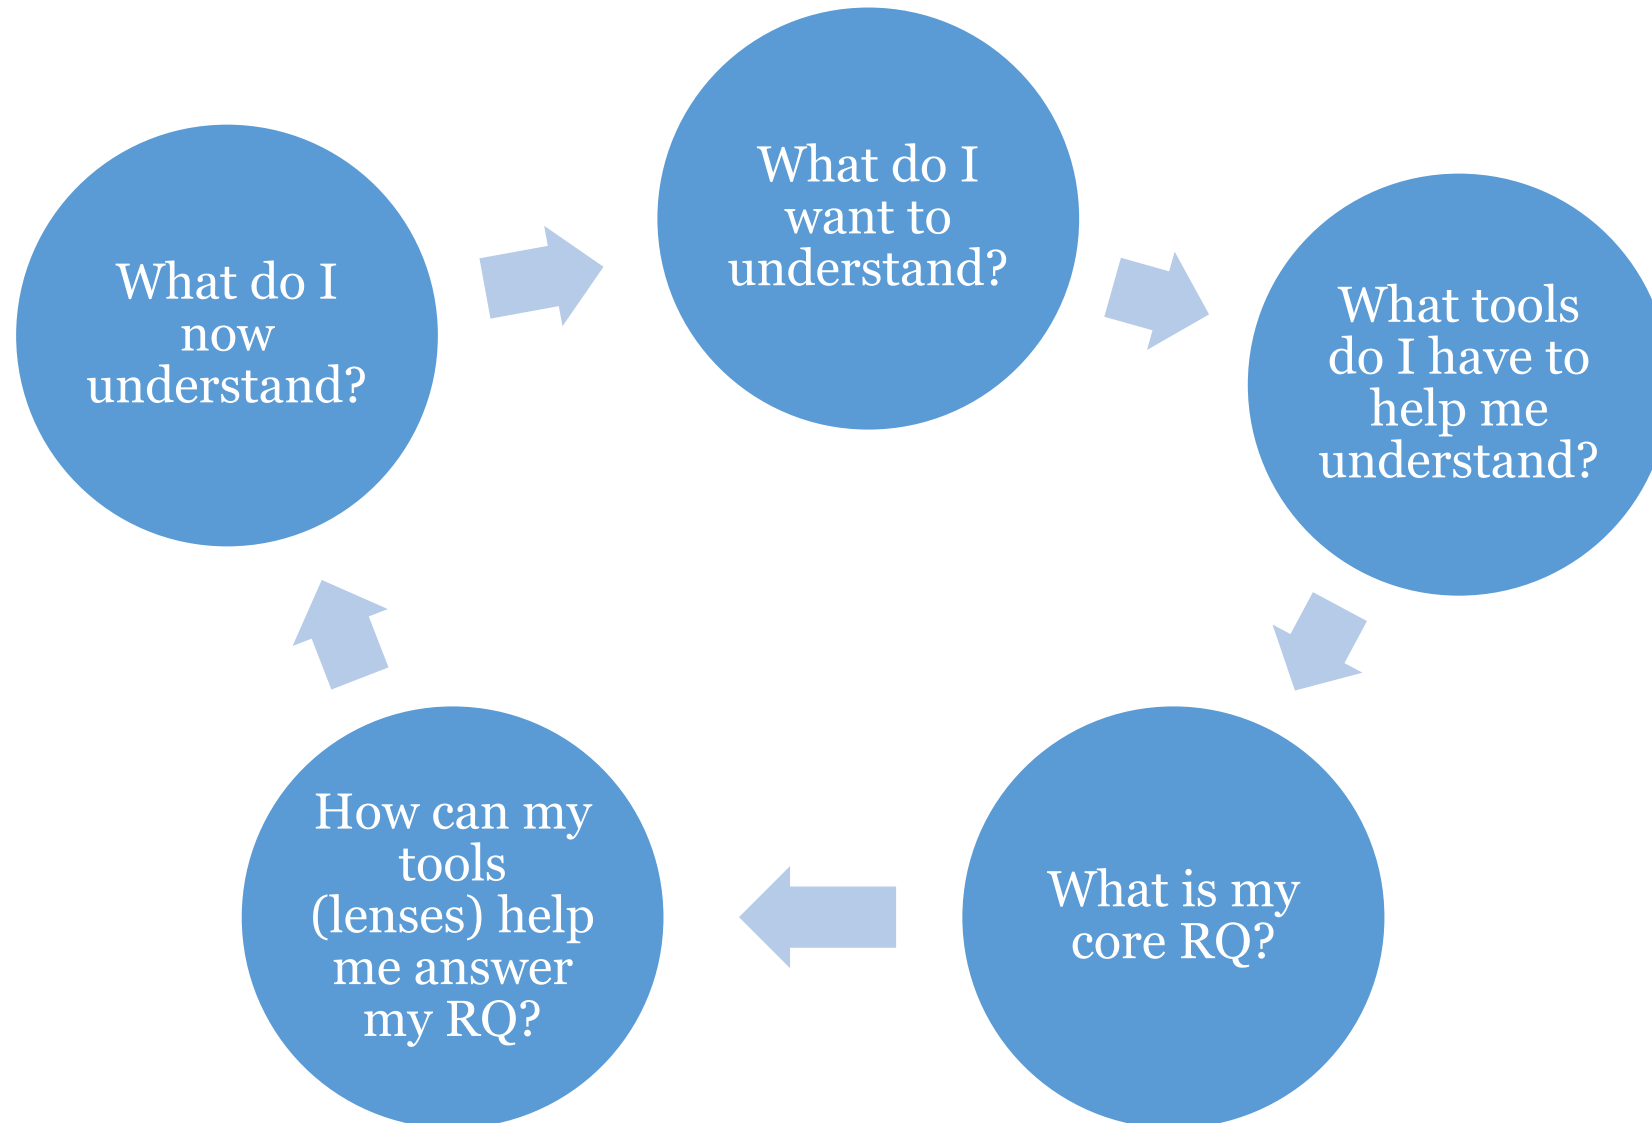 What do I
want to
understand?
What tools
do I have to
help me
understand?
What is my
core RQ?
How can my
tools
(lenses) help
me answer
my RQ?
What do I
now
understand?